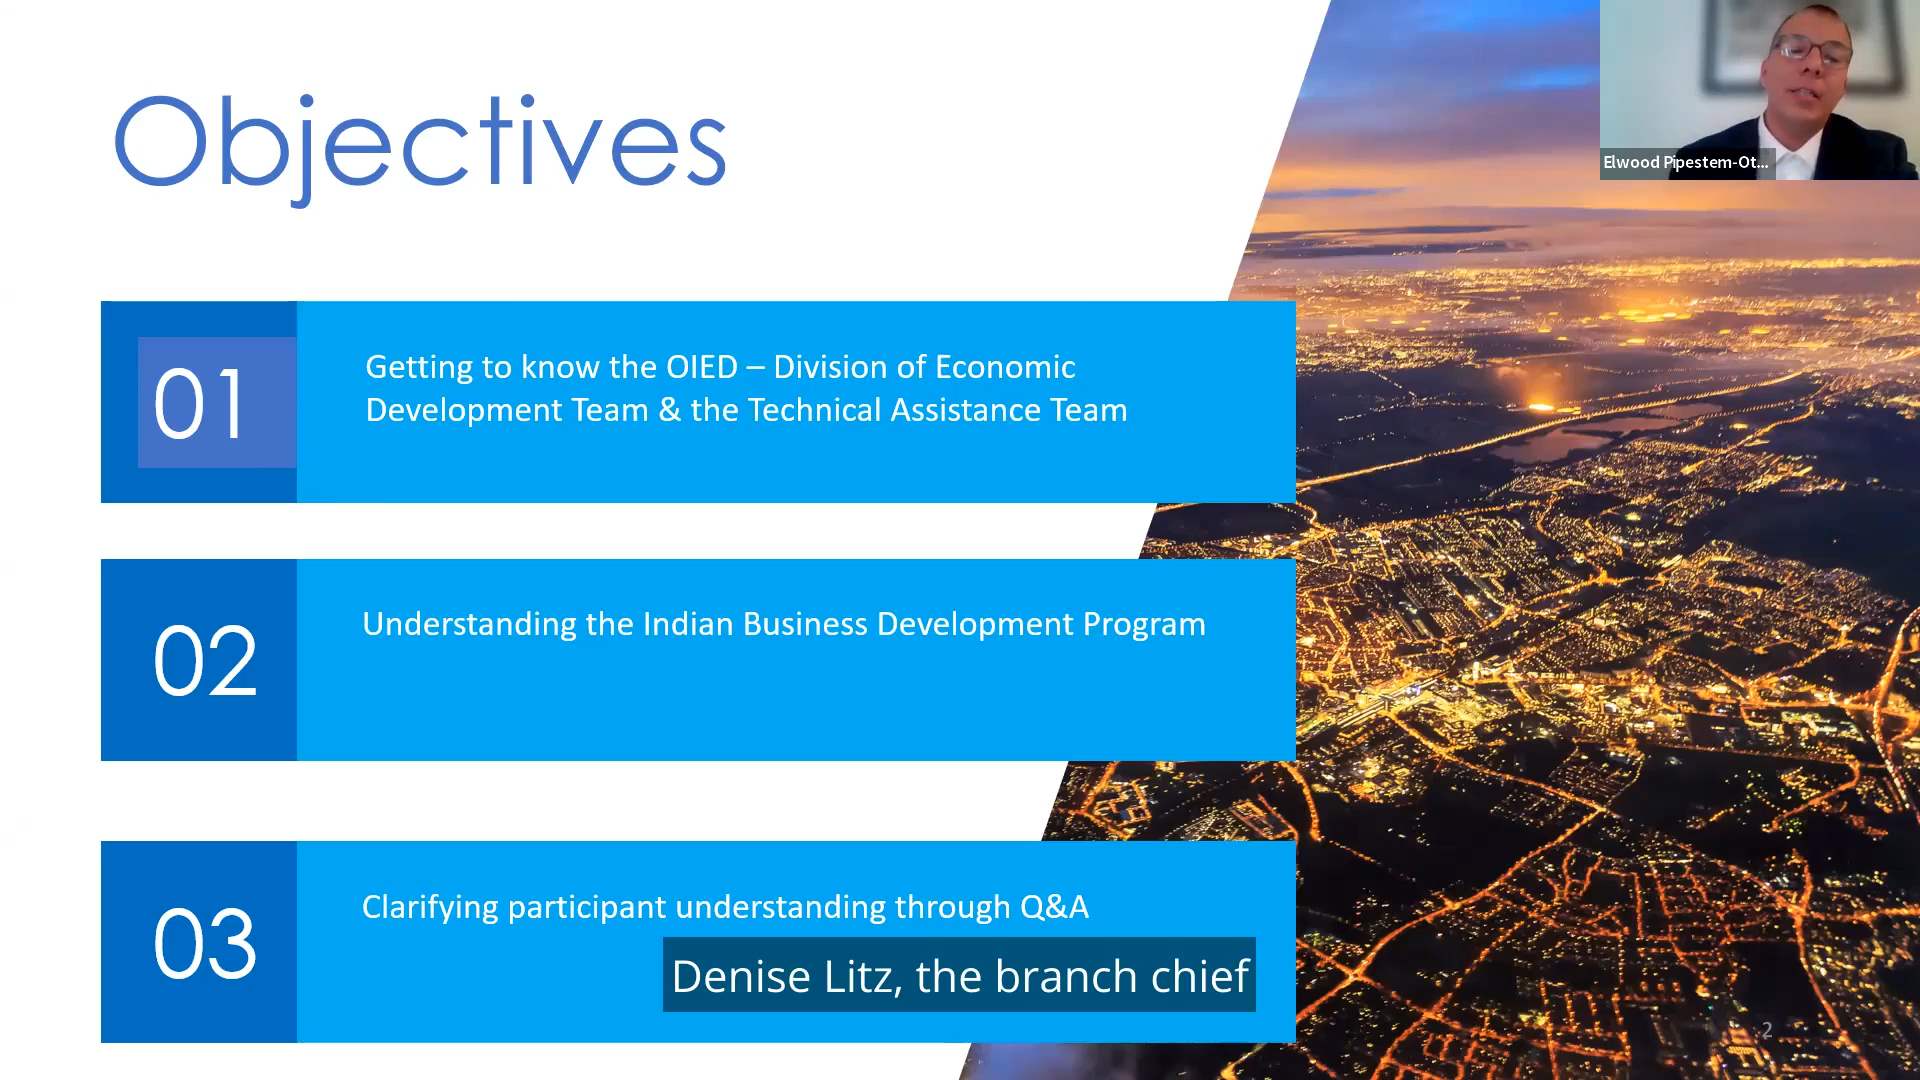 Objectives
Elwood Pipestem-Ot...
01
Getting to know the OIED – Division of Economic
Development Team & the Technical Assistance Team
02
Understanding the Indian Business Development Program
03
Clarifying participant understanding through Q&A
Denise Litz, the branch chief
2